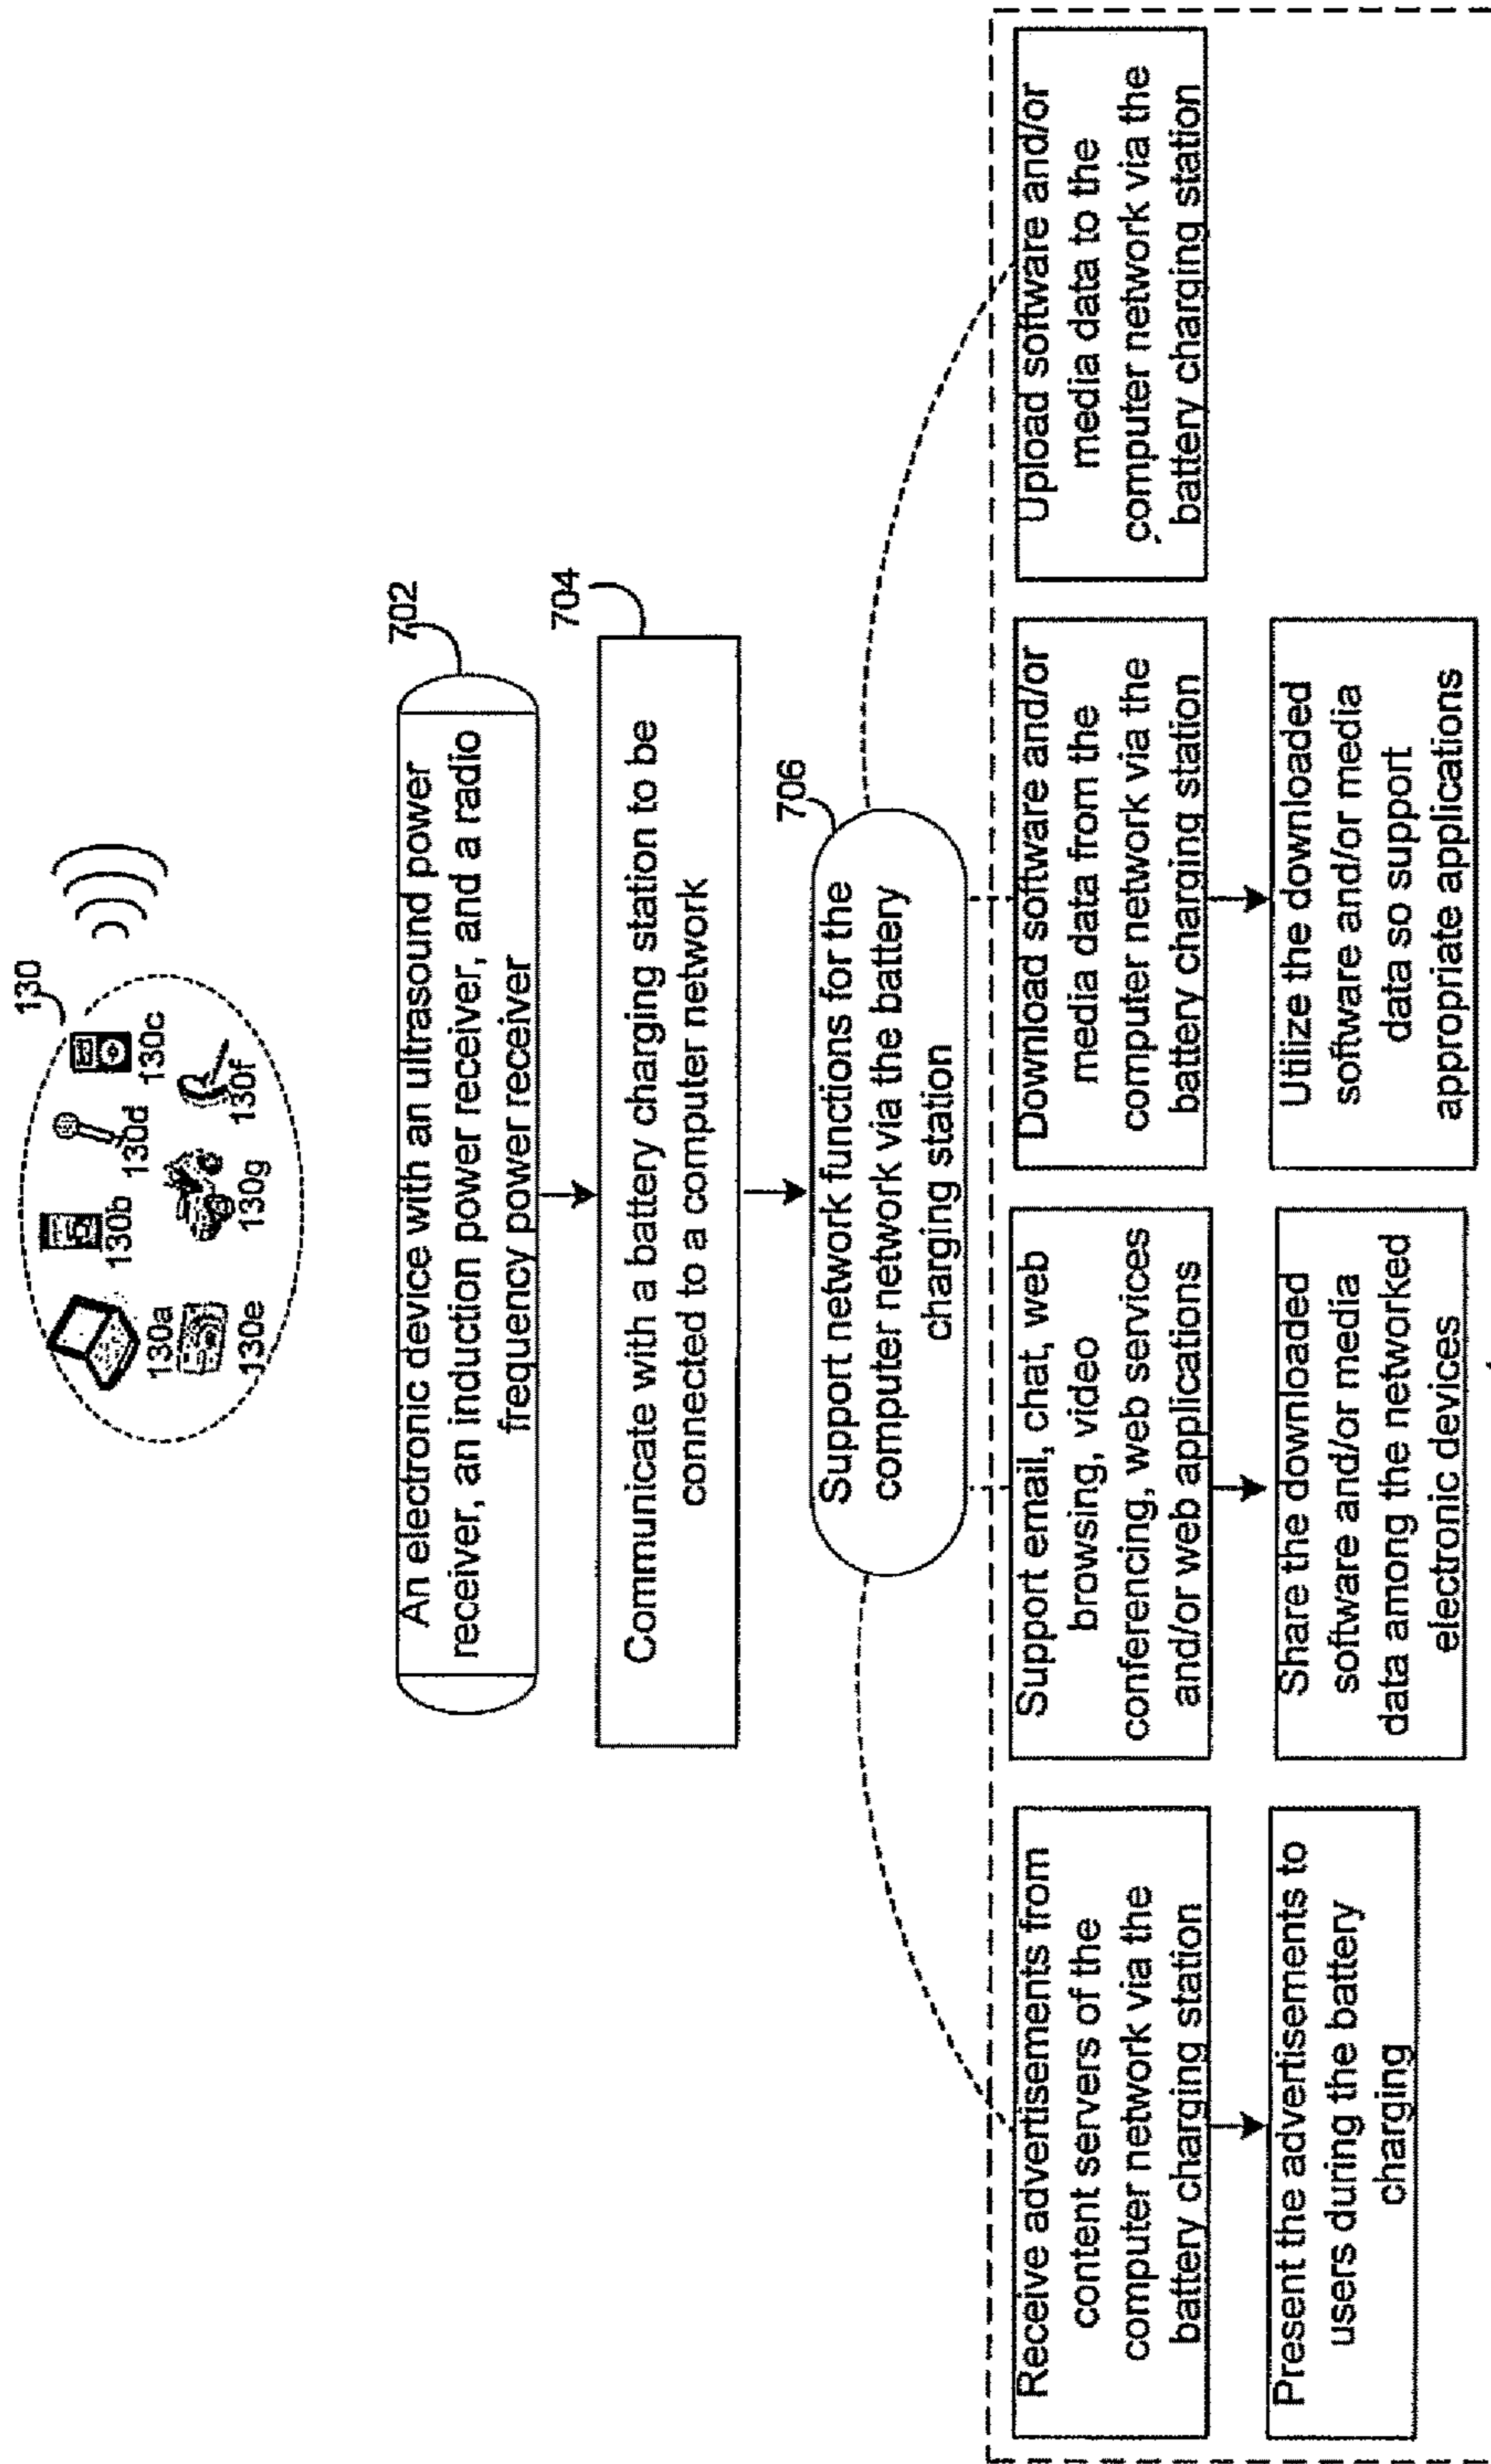 130
130a
130b
130d
130c
130e
130g
130f
702
An electronic device with an ultrasound power
receiver, an induction power receiver, and a radio
frequency power receiver
704
Communicate with a battery charging station to be
connected to a computer network
706
Support network functions for the
computer network via the battery
charging station
Receive advertisements from
content servers of the
computer network via the
battery charging station
Present the advertisements to
users during the battery
charging
Support email, chat, web
browsing, video
conferencing, web services
and/or web applications
Share the downloaded
software and/or media
data among the networked
electronic devices
Download software and/or
media data from the
computer network via the
battery charging station
Utilize the downloaded
software and/or media
data so support
appropriate applications
Upload software and/or
media data to the
computer network via the
battery charging station